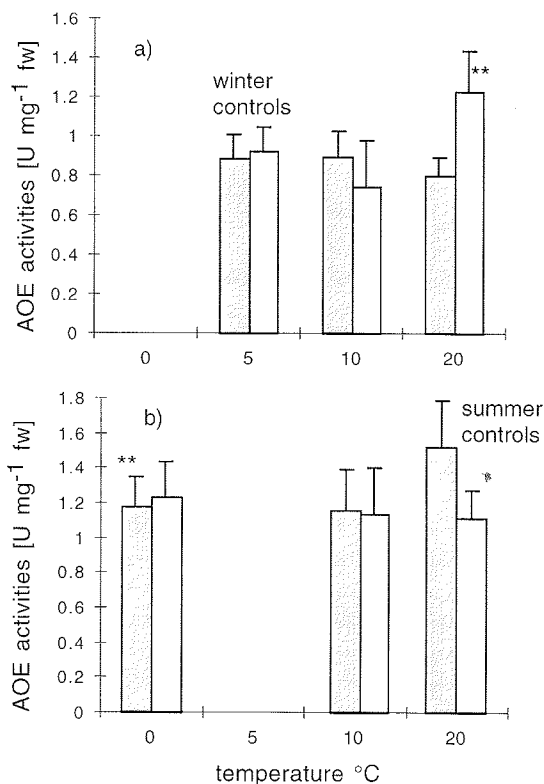 1.6
a)
1.4
**
winter
controls
1.2
1
0.8
0.6
0.4
0.2
0
AOE activities [U mg-1 fw]
0 5 10 20
1.8
b)
summer
controls
1.6
1.4
**
*
1.2
1
0.8
0.6
0.4
0.2
0
AOE activities [U mg-1 fw]
0 5 10 20
temperature °C